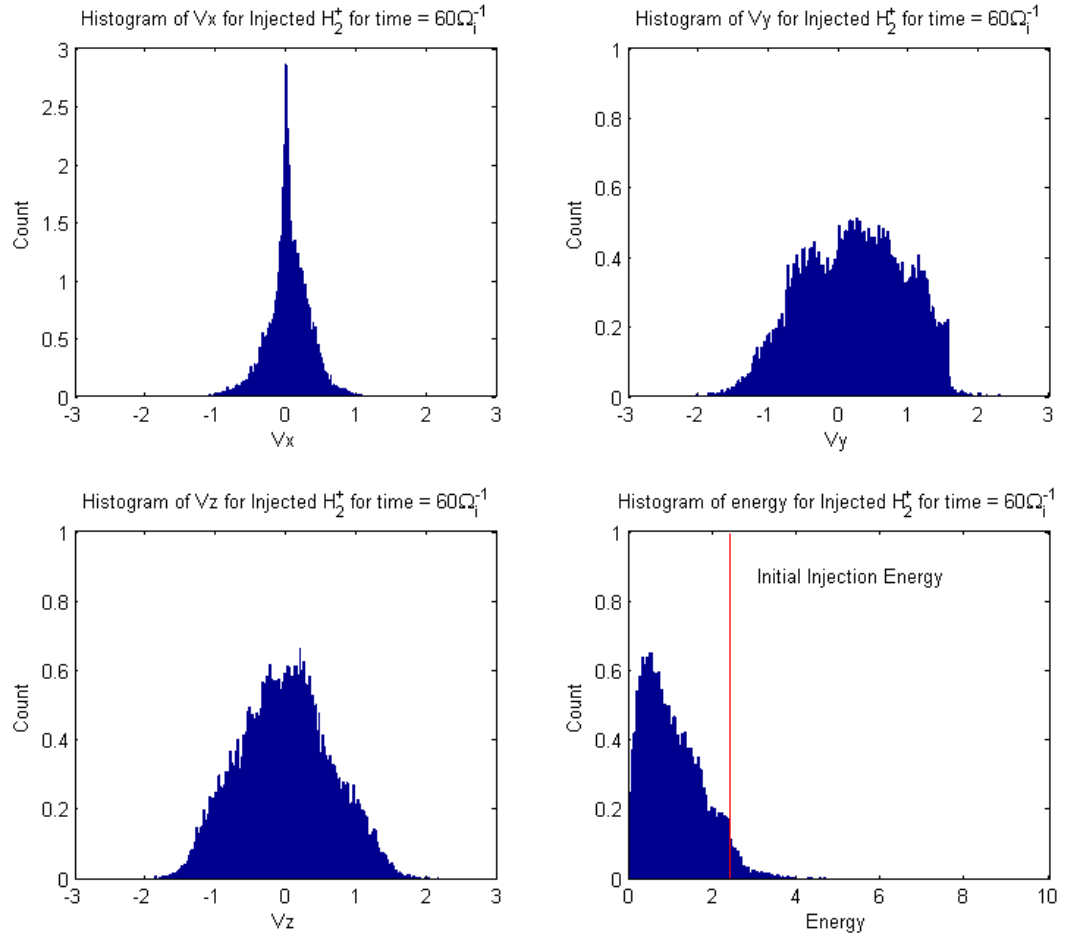 Histogram of Vx for Injected H₂⁺ for time = 60Ωᵢ⁻¹
3
2.5
2
1.5
1
0.5
0
Count
-3 -2 -1 0 1 2 3
Vx
Histogram of Vy for Injected H₂⁺ for time = 60Ωᵢ⁻¹
1
0.8
0.6
0.4
0.2
0
Count
-3 -2 -1 0 1 2 3
Vy
Histogram of Vz for Injected H₂⁺ for time = 60Ωᵢ⁻¹
1
0.8
0.6
0.4
0.2
0
Count
-3 -2 -1 0 1 2 3
Vz
Histogram of energy for Injected H₂⁺ for time = 60Ωᵢ⁻¹
1
0.8
0.6
0.4
0.2
0
Count
Initial Injection Energy
0 2 4 6 8 10
Energy